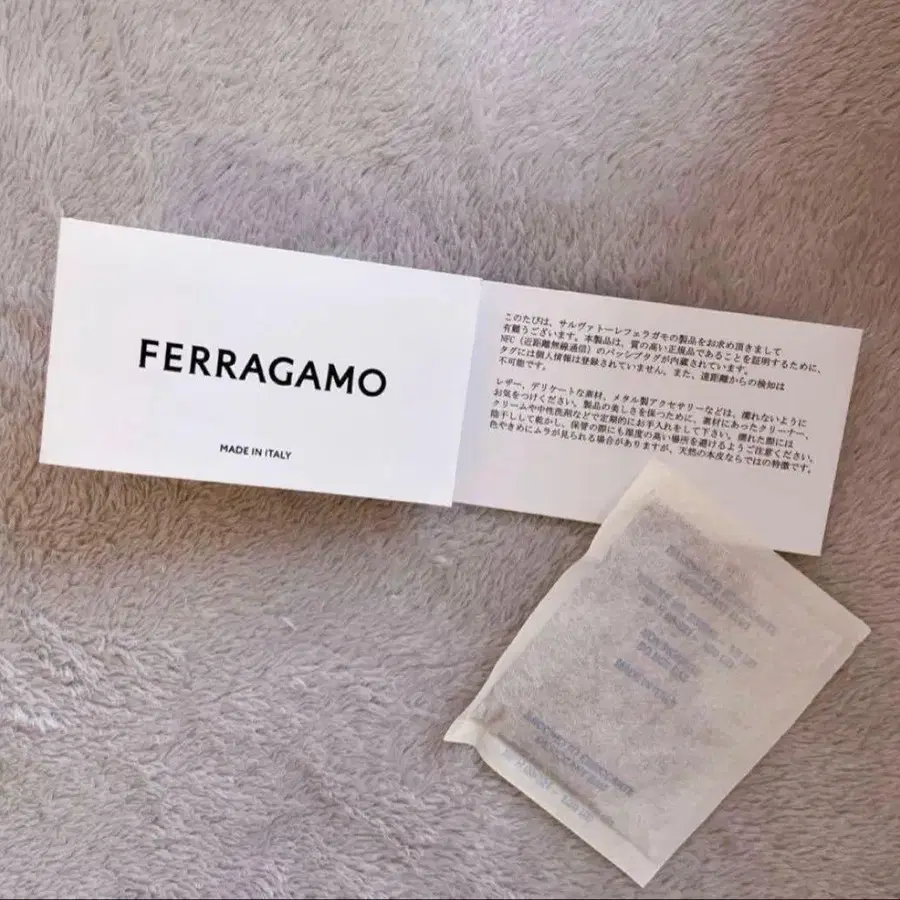 FERRAGAMO
MADE IN ITALY
このたびは、サルヴァトーレフェラガモの製品をお求め頂きまして
有難うございます。本製品は、質の高い正規品であることを証明するために、
NFC（近距離無線通信）のパッシブタグが内蔵されています。
タグには個人情報は登録されていません。また、遠距離からの検知は
不可能です。
レザー、デリケートな素材、メタル製アクセサリーなどは、濡れないように
お気をつけください。製品の美しさを保つために、素材にあったクリーナー、
クリームや中性洗剤などで定期的にお手入れをして下さい。濡れた際には
陰干しして乾かし、保管の際にも湿度の高い場所を避けるようご注意ください。
色やきめにムラが見られる場合がありますが、天然の本皮ならではの特徴です。